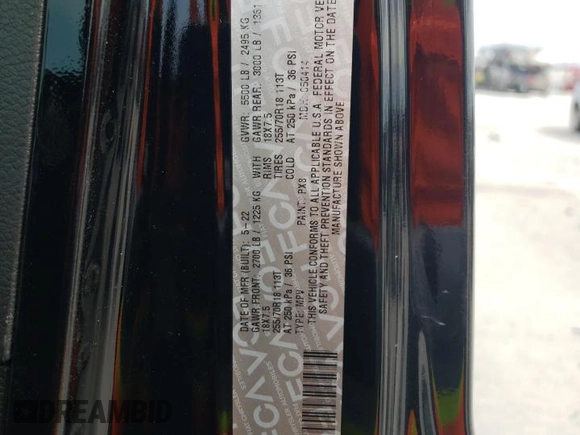 DATE OF MFR (BUILT): 5-22 GVWR: 5500 LB / 2495 KG
GAWR FRONT: 2700 LB / 1225 KG WITH GAWR REAR: 3000 LB / 1361
18X7.5 RIMS 18X7.5
255/70R18 113T TIRES 255/70R18 113T
AT 250 kPa / 36 PSI COLD AT 250 kPa / 36 PSI
TYPE: MPV PAINT: PX8 MDH: 050414
THIS VEHICLE CONFORMS TO ALL APPLICABLE U.S.A. FEDERAL MOTOR VE
SAFETY AND THEFT PREVENTION STANDARDS IN EFFECT ON THE DATE
MANUFACTURE SHOWN ABOVE.
FCA
DREAMBID